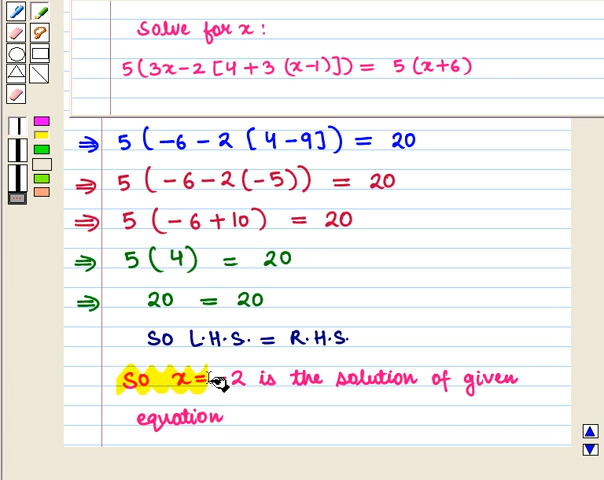 Solve for x :
5(3x-2[4+3(x-1)]) = 5(x+6)
⇒ 5(-6-2[4-9]) = 20
⇒ 5(-6-2(-5)) = 20
⇒ 5(-6+10) = 20
⇒ 5(4) = 20
⇒ 20 = 20
So L.H.S. = R.H.S.
So x= 2 is the solution of given
equation